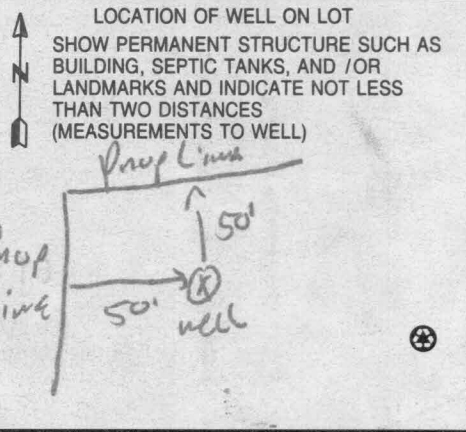 LOCATION OF WELL ON LOT
SHOW PERMANENT STRUCTURE SUCH AS
BUILDING, SEPTIC TANKS, AND /OR
LANDMARKS AND INDICATE NOT LESS
THAN TWO DISTANCES
(MEASUREMENTS TO WELL)
N
Prop Line
50'
Prop
Line
50'
X
well